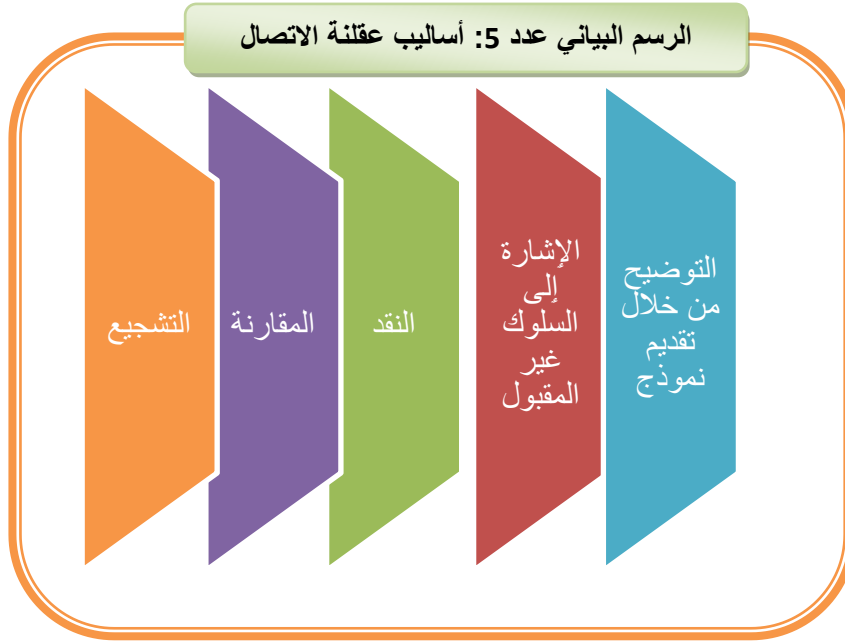 الرسم البياني عدد 5: أساليب عقلنة الاتصال
التوضيح
من خلال
تقديم
نموذج
الإشارة
إلى
السلوك
غير
المقبول
النقد
المقارنة
التشجيع